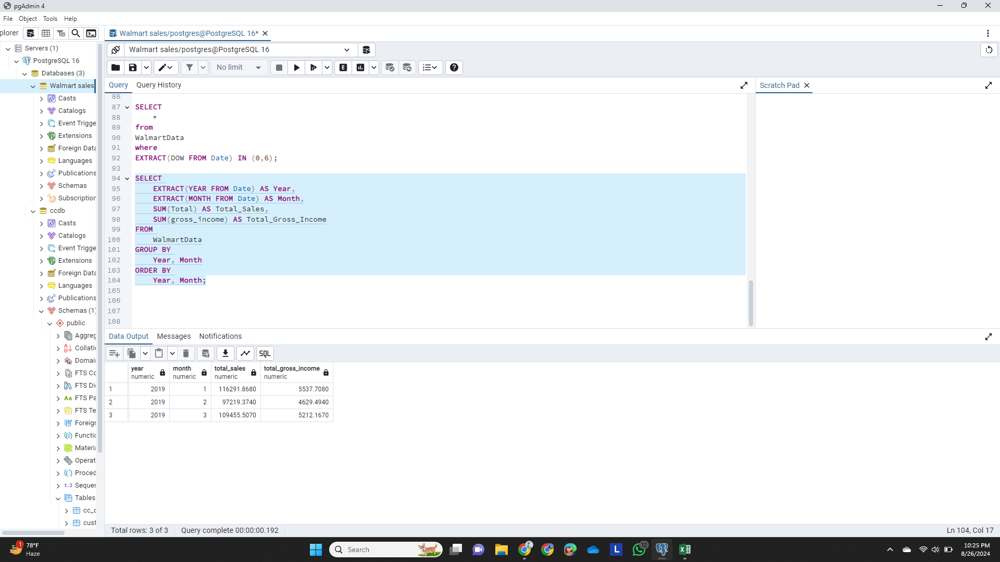 pgAdmin 4
File Object Tools Help
plorer
Walmart sales/postgres@PostgreSQL 16*
Walmart sales/postgres@PostgreSQL 16
No limit
E
Query Query History
Scratch Pad
Servers (1)
PostgreSQL 16
Databases (3)
Walmart sales
Casts
Catalogs
Event Trigge
Extensions
Foreign Data
Languages
Publications
Schemas
Subscription
ccdb
Casts
Catalogs
Event Trigge
Extensions
Foreign Data
Languages
Publications
Schemas (1)
public
Aggreg
Collatio
Domain
FTS Co
FTS Di
Aa FTS Pa
FTS Te
Foreign
Functio
Materia
Operat
Proced
1..3 Sequen
Tables
cc_c
cust
86
87 SELECT
88 *
89 from
90 WalmartData
91 where
92 EXTRACT(DOW FROM Date) IN (0,6);
93
94 SELECT
95 EXTRACT(YEAR FROM Date) AS Year,
96 EXTRACT(MONTH FROM Date) AS Month,
97 SUM(Total) AS Total_Sales,
98 SUM(gross_income) AS Total_Gross_Income
99 FROM
100 WalmartData
101 GROUP BY
102 Year, Month
103 ORDER BY
104 Year, Month;
105
106
107
108
Data Output Messages Notifications
SQL
year numeric month numeric total_sales numeric total_gross_income numeric
1 2019 1 116291.8680 5537.7080
2 2019 2 97219.3740 4629.4940
3 2019 3 109455.5070 5212.1670
Total rows: 3 of 3 Query complete 00:00:00.192 Ln 104, Col 17
1
78°F
Haze
Search
L
12
10:25 PM
8/26/2024